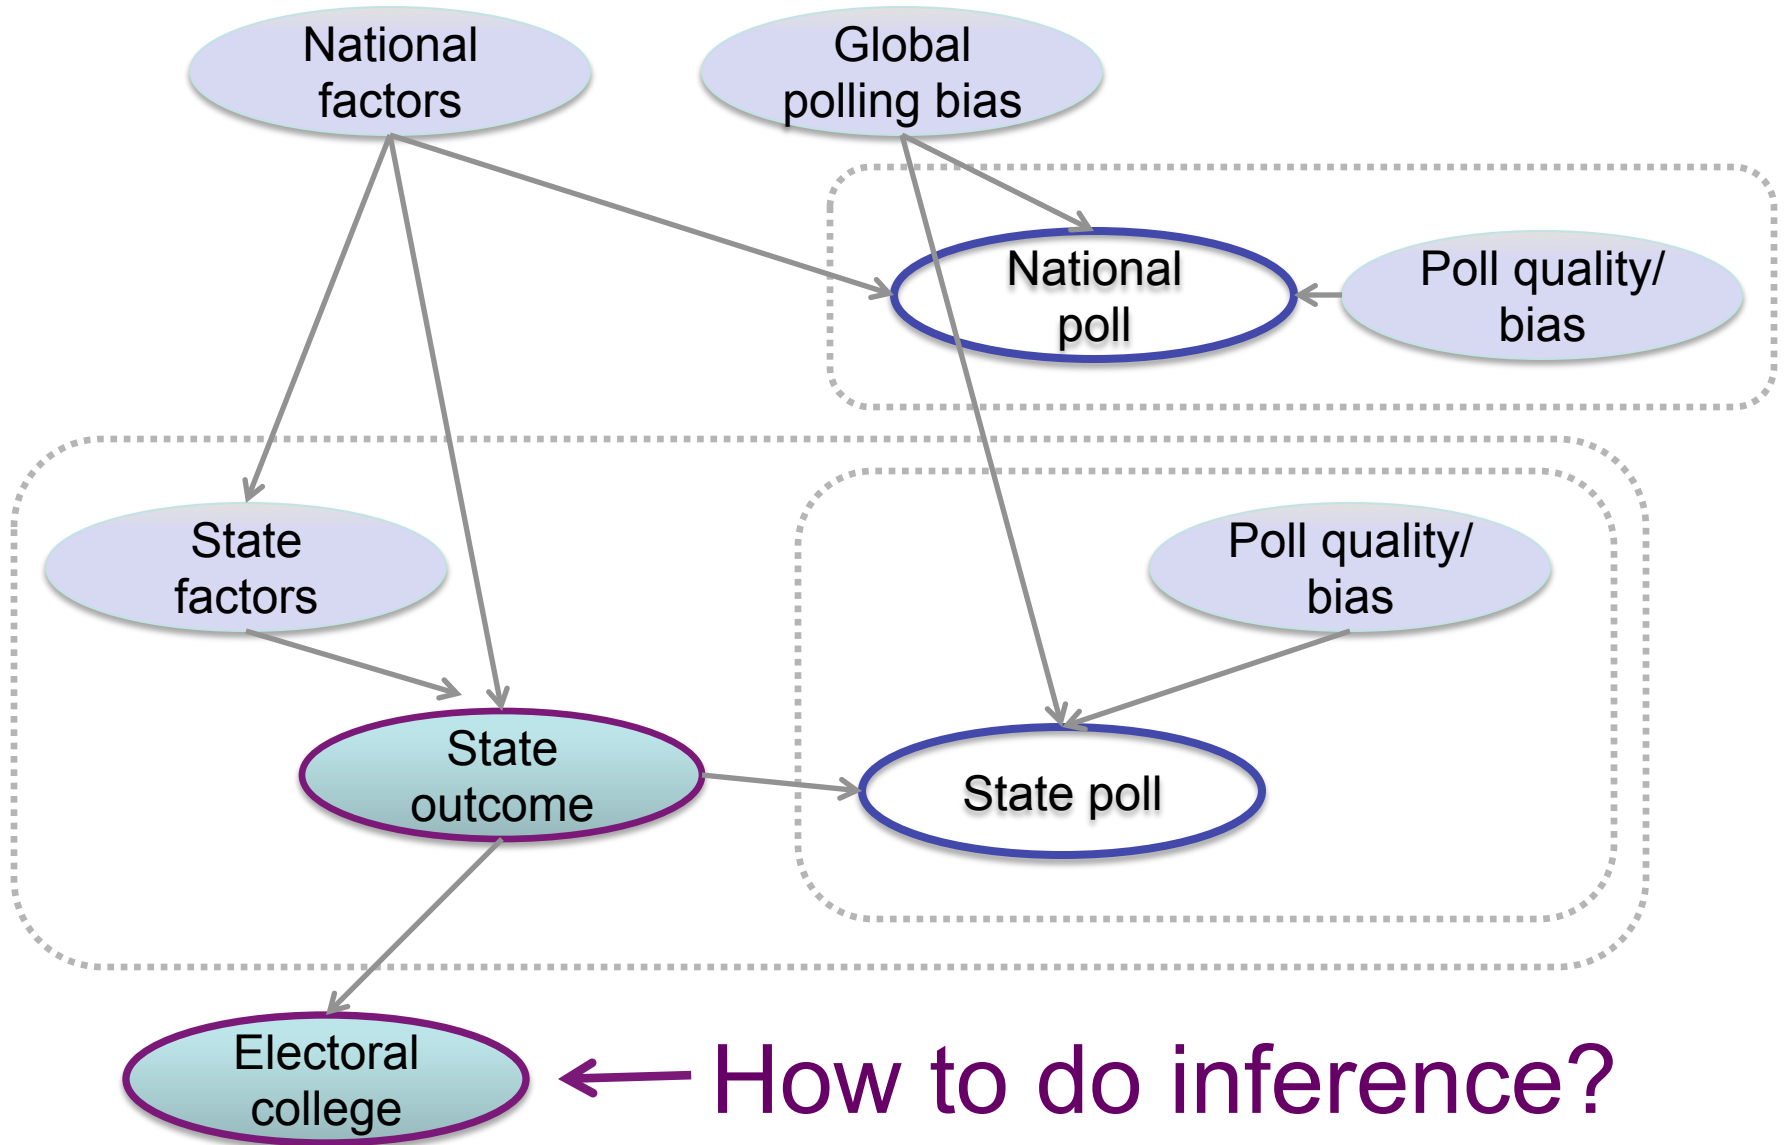 National
factors
Global
polling bias
National
poll
Poll quality/
bias
State
factors
Poll quality/
bias
State
outcome
State poll
Electoral
college
How to do inference?